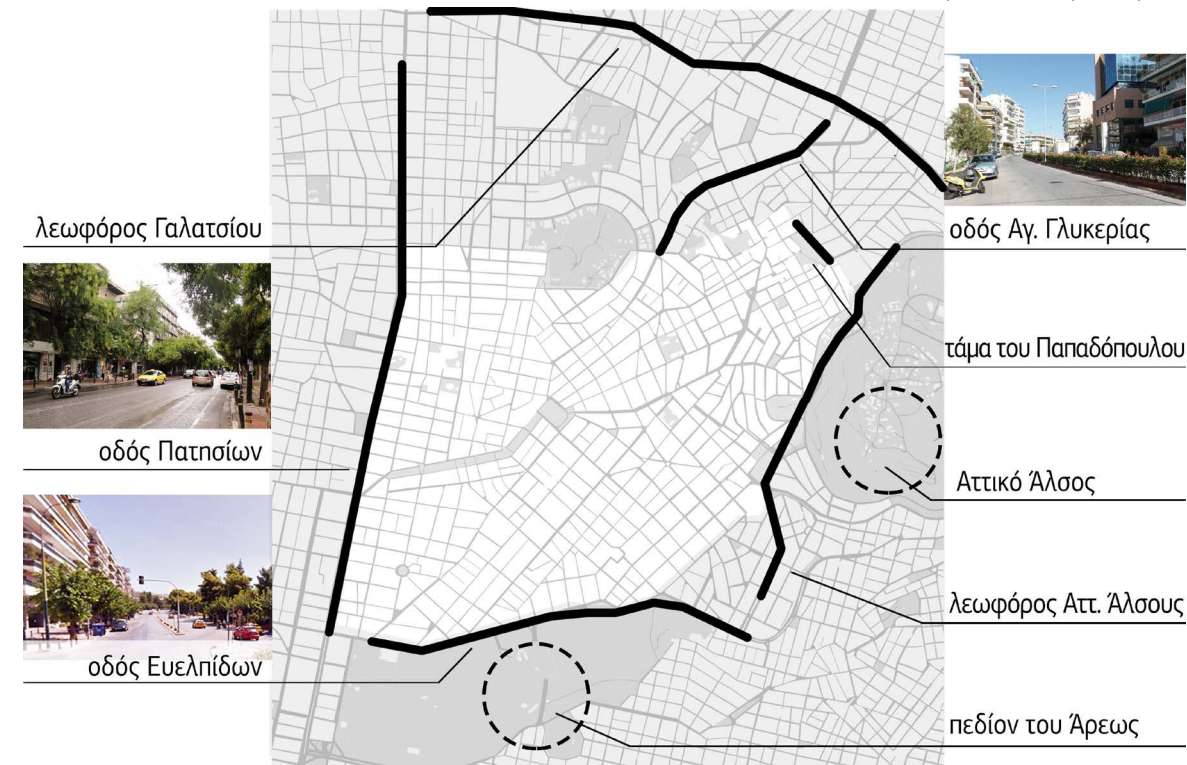 λεωφόρος Γαλατσίου
οδός Πατησίων
οδός Ευελπίδων
οδός Αγ. Γλυκερίας
τάμα του Παπαδόπουλου
Αττικό Άλσος
λεωφόρος Αττ. Άλσους
πεδίον του Άρεως